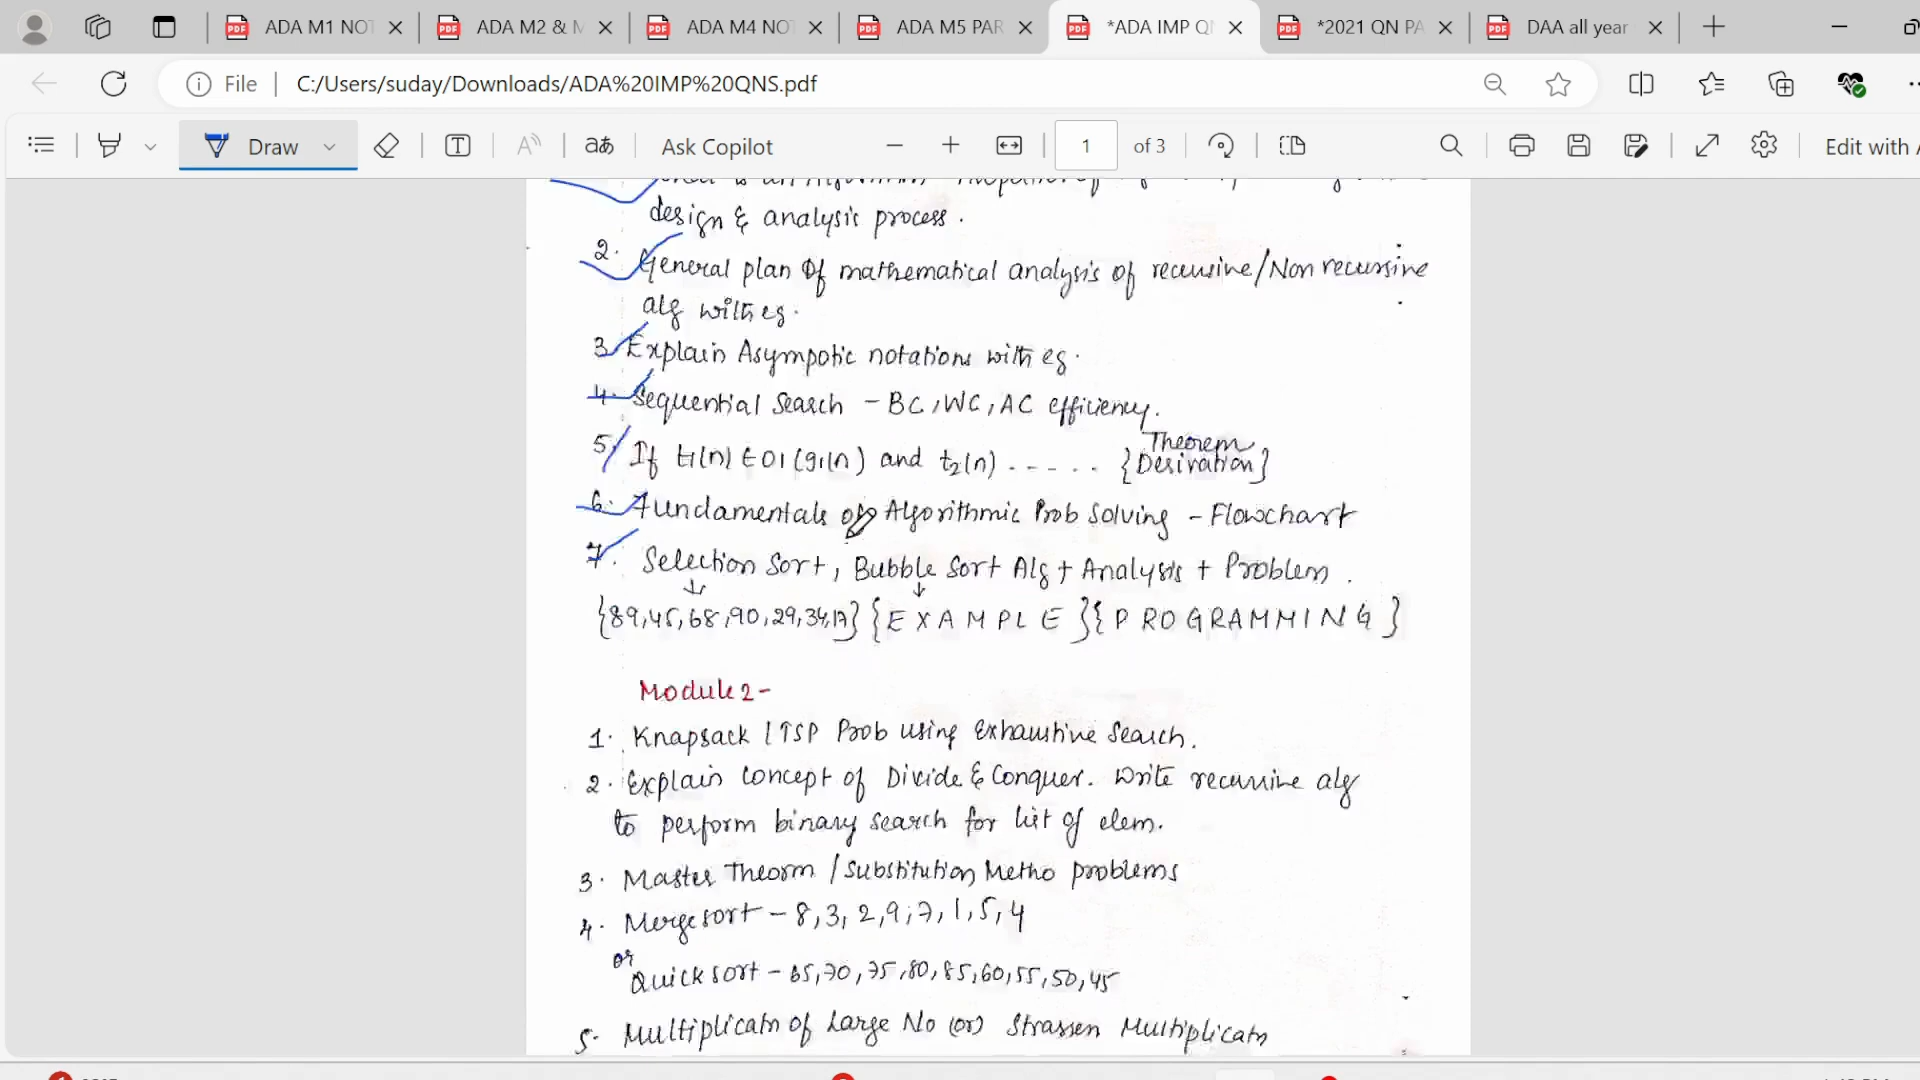 ADA M1 NOT
ADA M2 & M
ADA M4 NO
ADA M5 PAR
*ADA IMP Q
*2021 QN PA
DAA all year
File
C:/Users/suday/Downloads/ADA%20IMP%20QNS.pdf
Draw
aあ
Ask Copilot
1
of 3
Edit with A
design & analysis process.
2. General plan of mathematical analysis of recursive/Non recursive
alg with eg.
3 Explain Asympotic notations with eg.
4. Sequential Search - BC, WC, AC efficiency.
5. If t1(n) ∈ O1(g1(n) and t2(n) ...... {Theorem Derivation}
6. Fundamentals of Algorithmic Prob Solving - Flowchart
7. Selection Sort, Bubble Sort Alg + Analysis + Problem.
{89,45,68,90,29,34,17} {E X A M P L E} {P R O G R A M M I N G}
Module 2-
1. Knapsack / TSP Prob using Exhaustive Search.
2. Explain concept of Divide & Conquer. Write recursive alg
to perform binary search for list of elem.
3. Master Theorm / Substitution Metho problems
4. Merge sort - 8, 3, 2, 9, 7, 1, 5, 4
or
Quick sort - 65,70,75,80,85,60,55,50,45
5. Multiplicatn of Large No (or) Strassen Multiplicatn